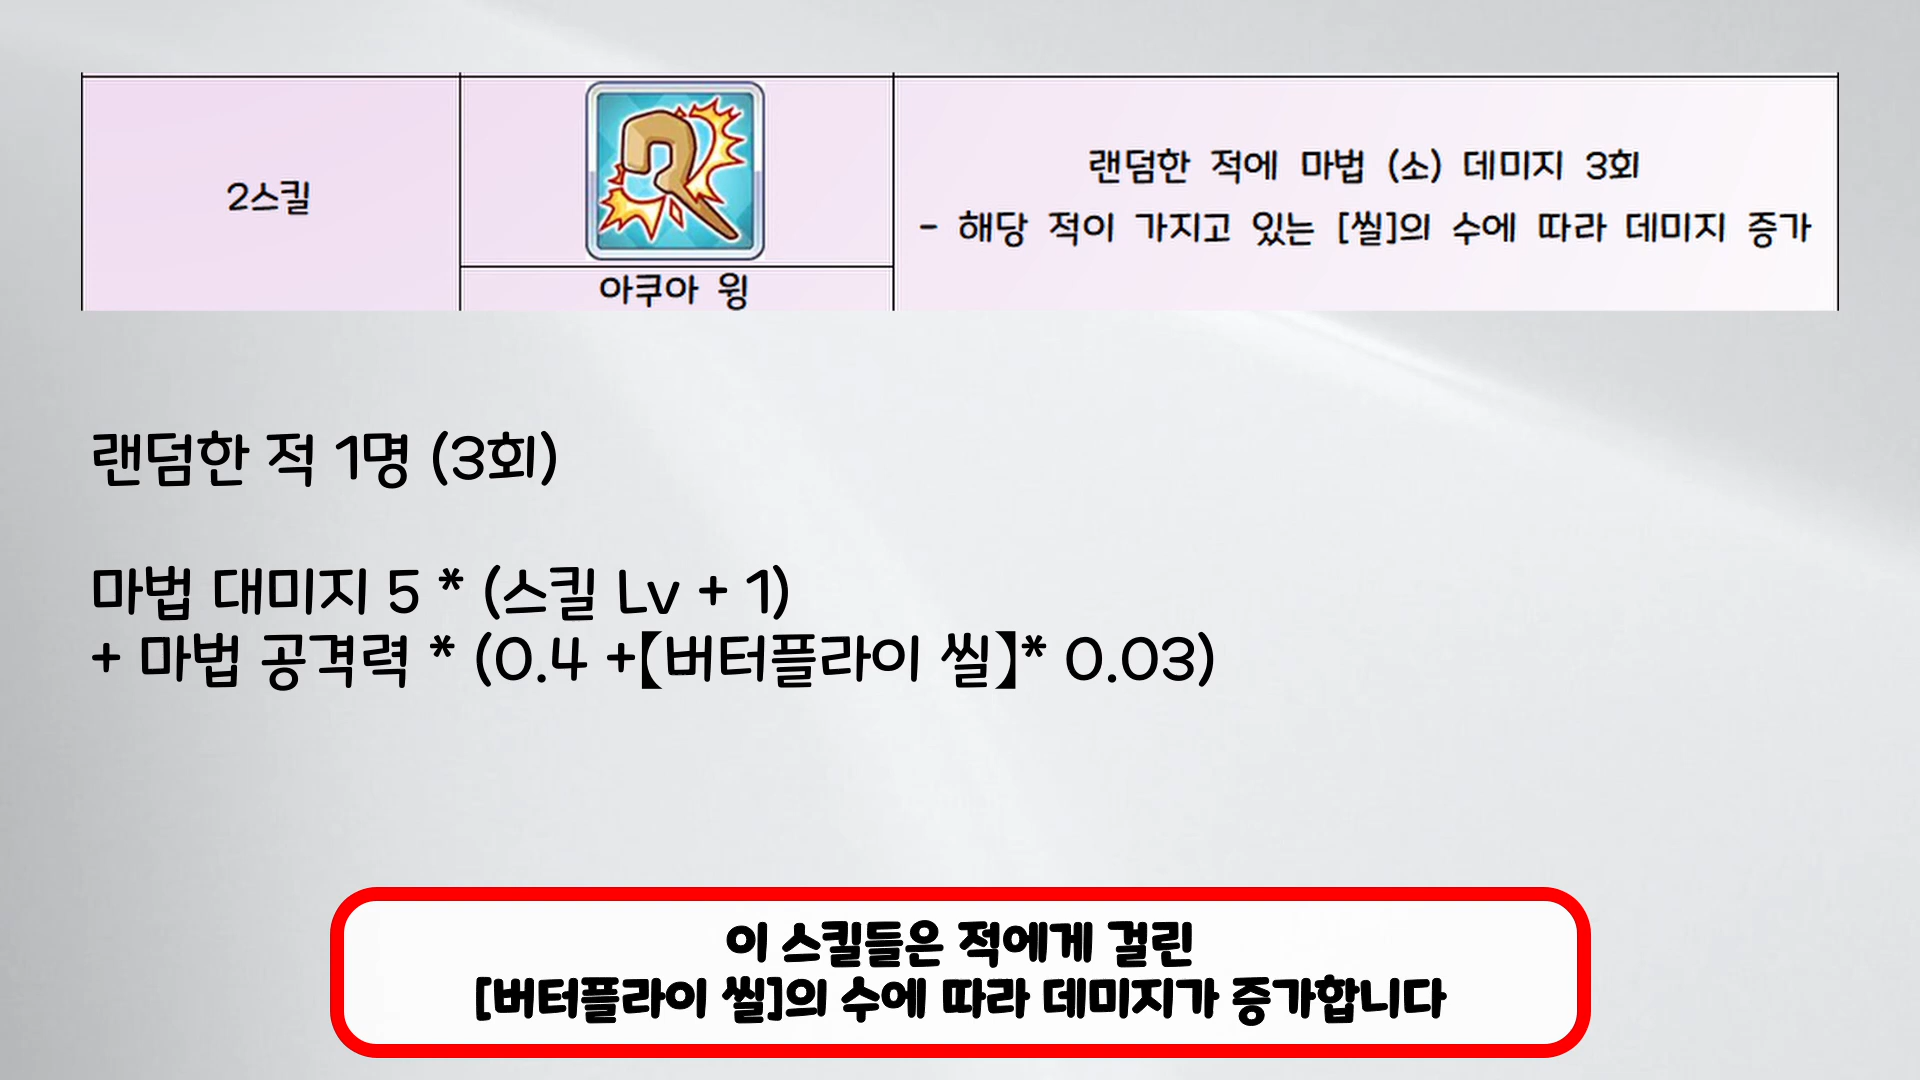 2스킬
아쿠아 윙
랜덤한 적에 마법 (소) 데미지 3회
- 해당 적이 가지고 있는 [씰]의 수에 따라 데미지 증가
랜덤한 적 1명 (3회)
마법 대미지 5 * (스킬 Lv + 1)
+ 마법 공격력 * (0.4 +【버터플라이 씰】* 0.03)
이 스킬들은 적에게 걸린
[버터플라이 씰]의 수에 따라 데미지가 증가합니다